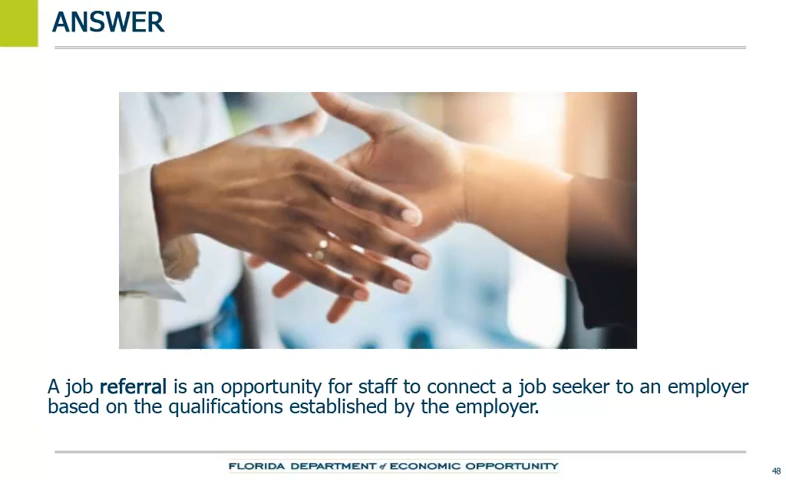 ANSWER
A job referral is an opportunity for staff to connect a job seeker to an employer
based on the qualifications established by the employer.
FLORIDA DEPARTMENT of ECONOMIC OPPORTUNITY
48